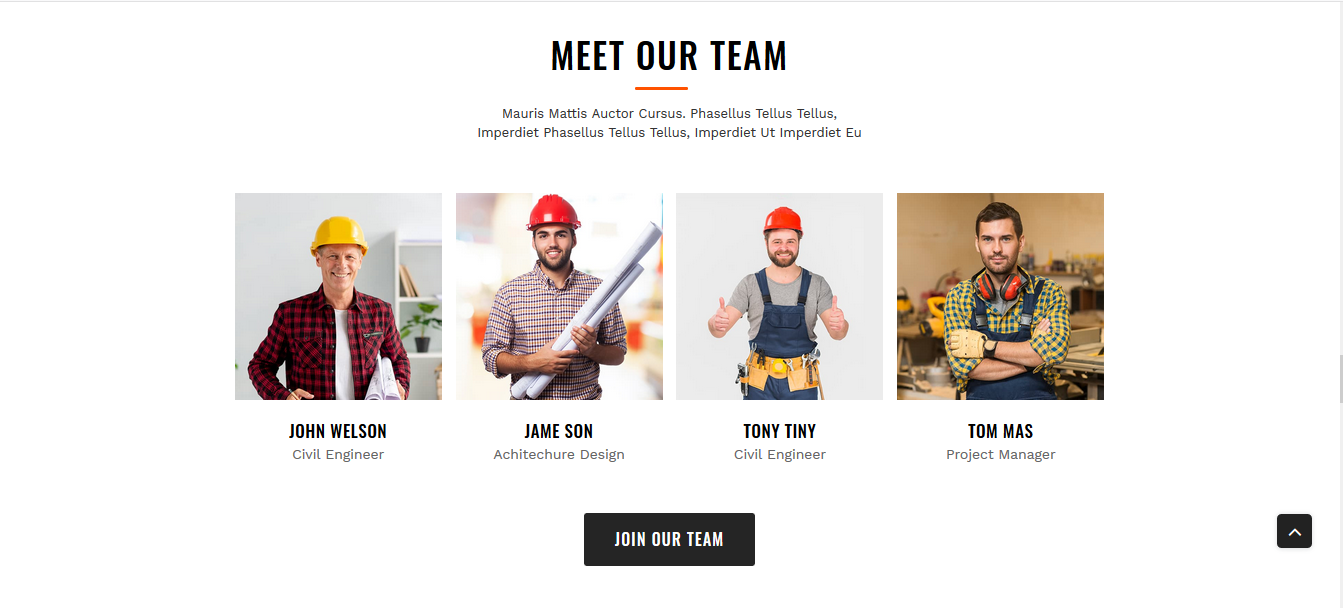 MEET OUR TEAM
Mauris Mattis Auctor Cursus. Phasellus Tellus Tellus,
Imperdiet Phasellus Tellus Tellus, Imperdiet Ut Imperdiet Eu
JOHN WELSON
Civil Engineer
JAME SON
Achitechure Design
TONY TINY
Civil Engineer
TOM MAS
Project Manager
JOIN OUR TEAM